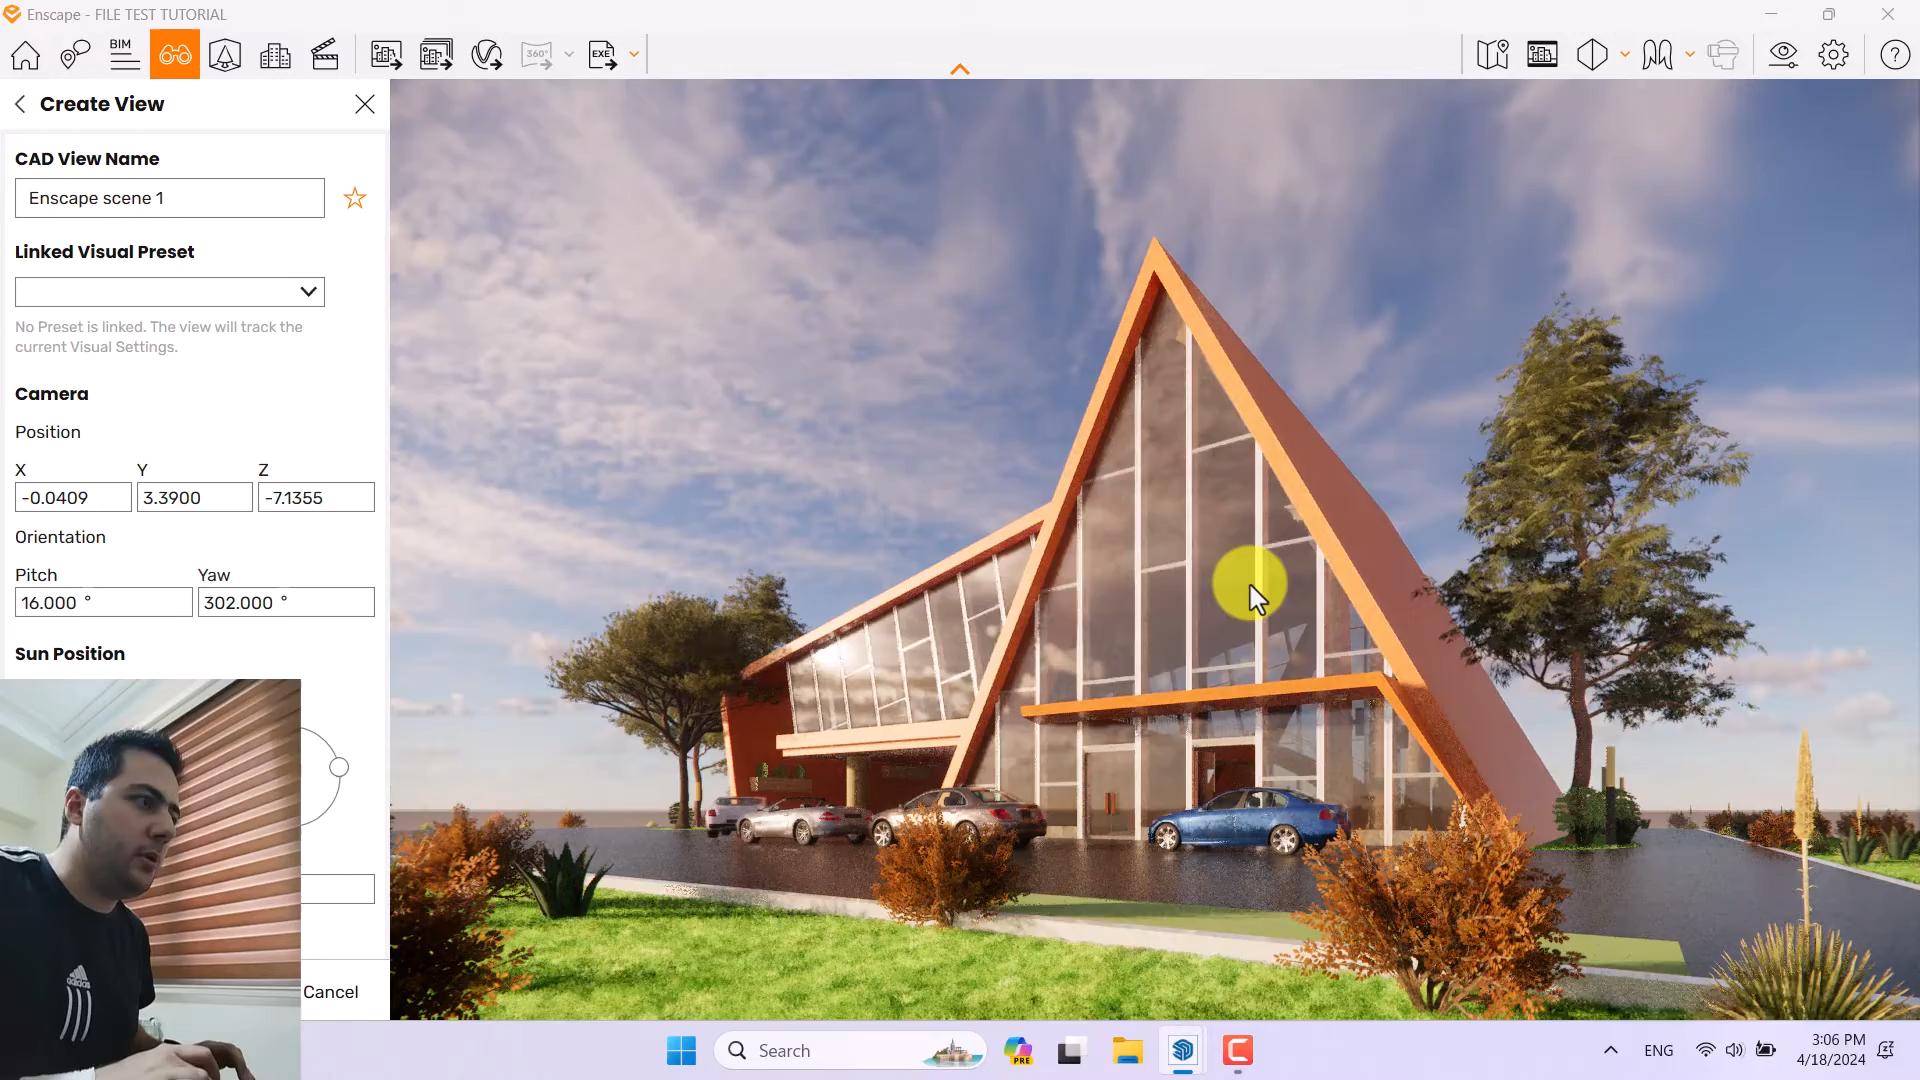 Enscape - FILE TEST TUTORIAL
BIM
360°
EXE
Create View
CAD View Name
Enscape scene 1
Linked Visual Preset
No Preset is linked. The view will track the
current Visual Settings.
Camera
Position
X Y Z
-0.0409 3.3900 -7.1355
Orientation
Pitch Yaw
16.000 ° 302.000 °
Sun Position
Cancel
adidas
Search
PRE
ENG
3:06 PM
4/18/2024